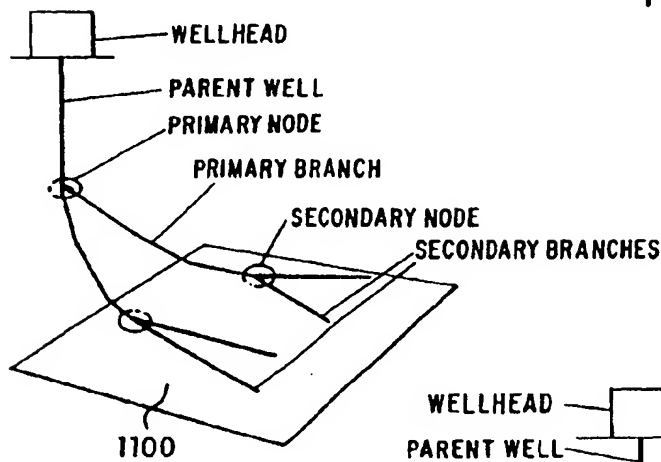 WELLHEAD
PARENT WELL
PRIMARY NODE
PRIMARY BRANCH
SECONDARY NODE
SECONDARY BRANCHES
1100
WELLHEAD
PARENT WELL